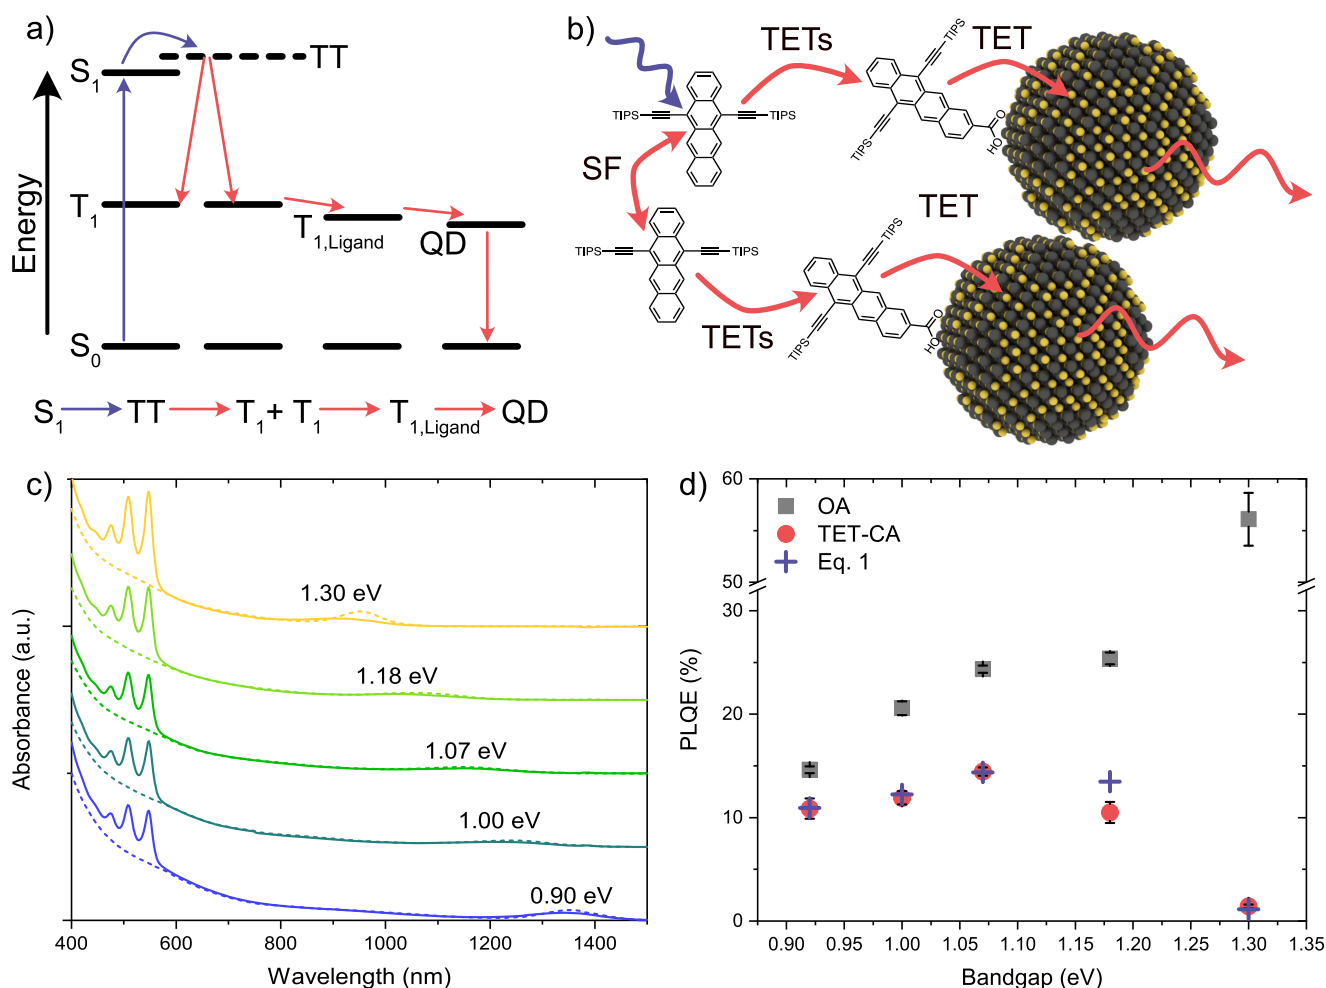 a)
TT
S1
Energy
T1
T1,Ligand
QD
S0
S1 TT T1+ T1 T1,Ligand QD
b)
TETs
TET
TIPS
TIPS
TIPS
TIPS
O
HO
SF
TET
TIPS
TIPS
TIPS
TIPS
O
HO
TETs
c)
Absorbance (a.u.)
1.30 eV
1.18 eV
1.07 eV
1.00 eV
0.90 eV
400 600 800 1000 1200 1400
Wavelength (nm)
d)
OA
TET-CA
Eq. 1
PLQE (%)
60
50
30
20
10
0
0.90 0.95 1.00 1.05 1.10 1.15 1.20 1.25 1.30 1.35
Bandgap (eV)